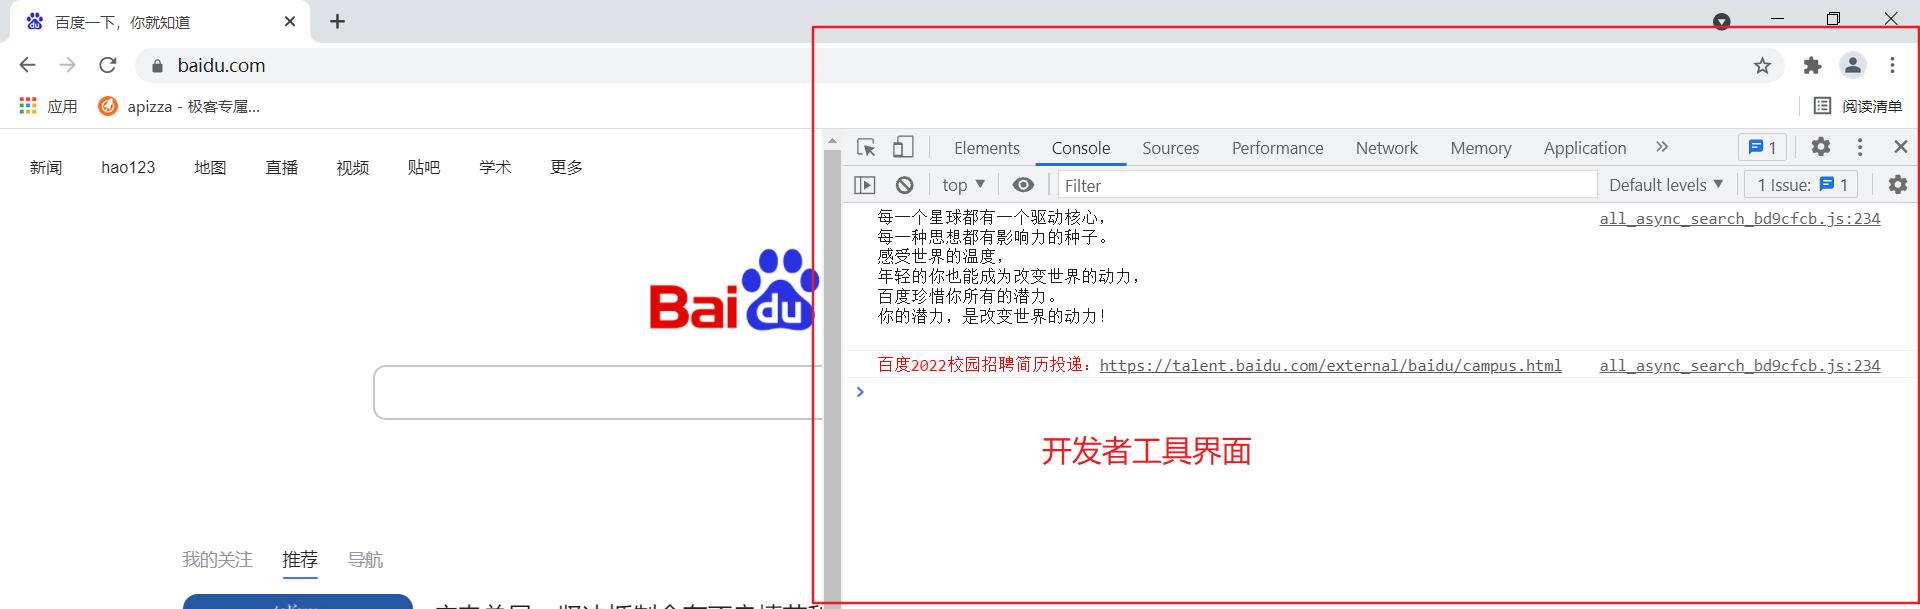 百度一下，你就知道
baidu.com
应用
apizza - 极客专属...
阅读清单
新闻 hao123 地图 直播 视频 贴吧 学术 更多
Bai du
我的关注 推荐 导航
Elements Console Sources Performance Network Memory Application » 1
top Filter Default levels 1 Issue: 1
每一个星球都有一个驱动核心，
all_async_search_bd9cfcb.js:234
每一种思想都有影响力的种子。
感受世界的温度，
年轻的你也能成为改变世界的动力，
百度珍惜你所有的潜力。
你的潜力，是改变世界的动力！
百度2022校园招聘简历投递：https://talent.baidu.com/external/baidu/campus.html
all_async_search_bd9cfcb.js:234
开发者工具界面